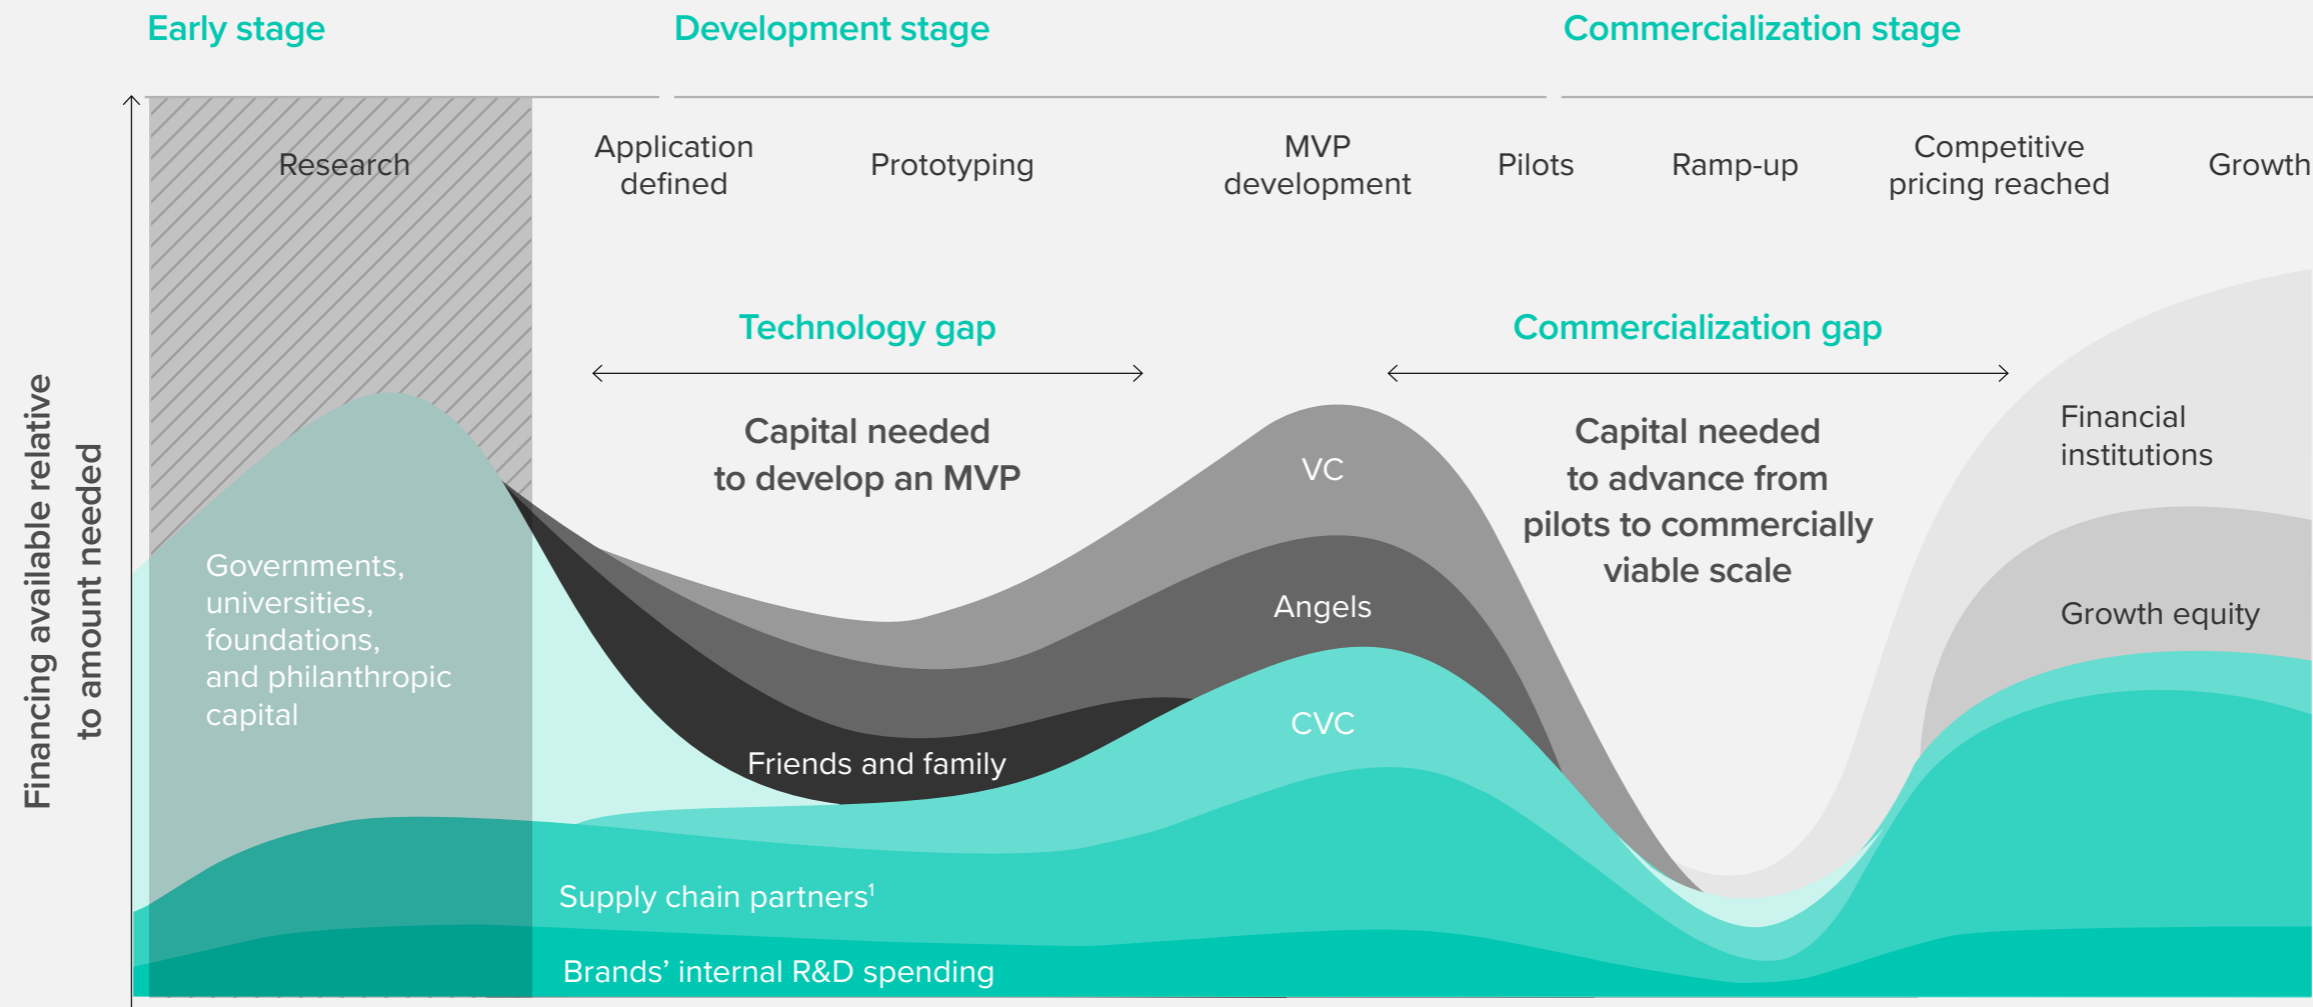 Early stage
Development stage
Commercialization stage
Research
Application
defined
Prototyping
MVP
development
Pilots
Ramp-up
Competitive
pricing reached
Growth
Technology gap
Capital needed
to develop an MVP
Commercialization gap
Capital needed
to advance from
pilots to commercially
viable scale
Financing available relative
to amount needed
Governments,
universities,
foundations,
and philanthropic
capital
VC
Angels
Friends and family
CVC
Financial
institutions
Growth equity
Supply chain partners¹
Brands’ internal R&D spending